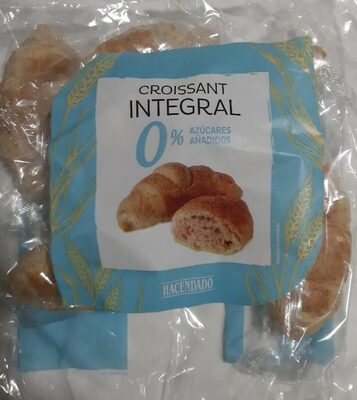 CROISSANT
INTEGRAL
0%
AZÚCARES
AÑADIDOS
HACENDADO